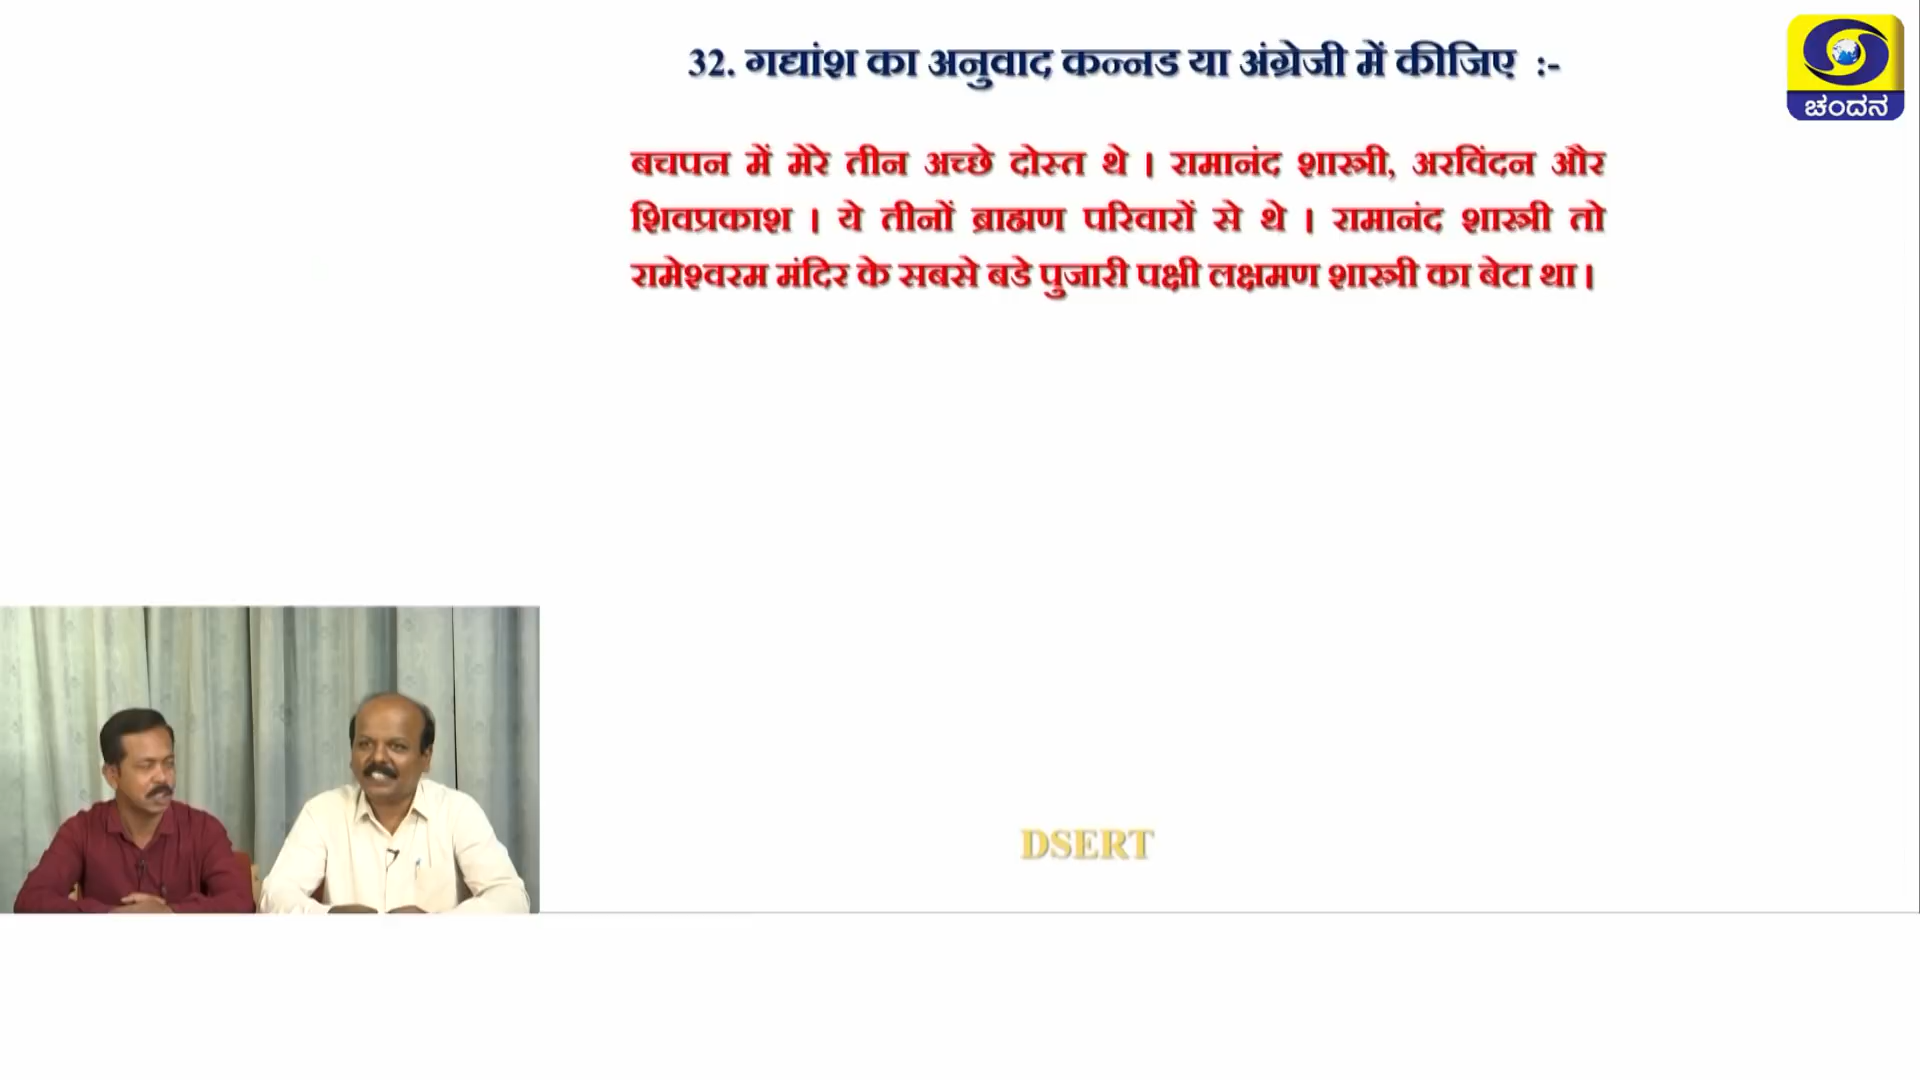 32. गद्यांश का अनुवाद कन्नड या अंग्रेजी में कीजिए :-
ಚಂದನ
बचपन में मेरे तीन अच्छे दोस्त थे । रामानंद शास्त्री, अरविंदन और
शिवप्रकाश । ये तीनों ब्राह्मण परिवारों से थे । रामानंद शास्त्री तो
रामेश्वरम मंदिर के सबसे बडे पुजारी पक्षी लक्षमण शास्त्री का बेटा था ।
DSERT